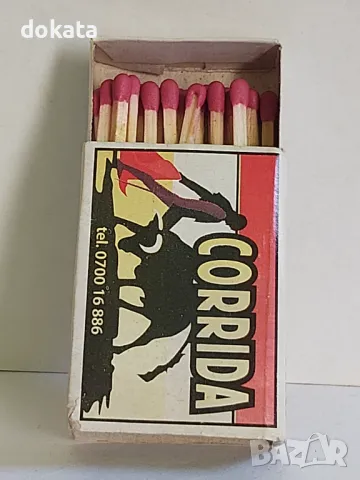 dokata
CORRIDA
tel. 0700 16 886
bazar